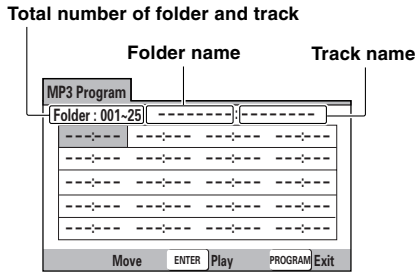 Total number of folder and track
Folder name Track name
MP3 Program
Folder : 001~25 --------:--------
---:--- ---:--- ---:--- ---:---
---:--- ---:--- ---:--- ---:---
---:--- ---:--- ---:--- ---:---
---:--- ---:--- ---:--- ---:---
---:--- ---:--- ---:--- ---:---
Move ENTER Play PROGRAM Exit